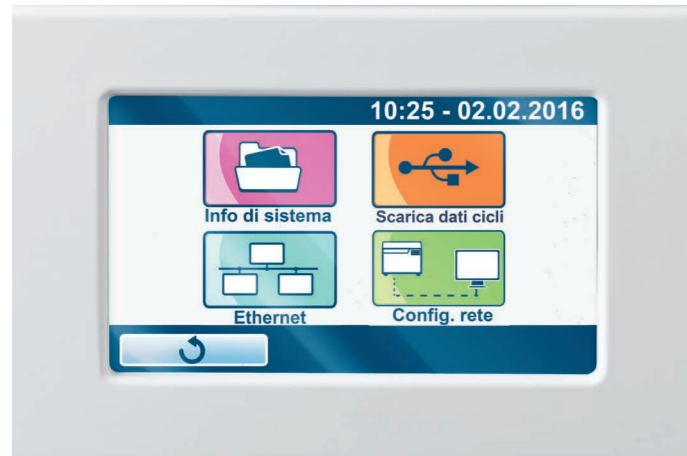 10:25 - 02.02.2016
Info di sistema
Scarica dati cicli
Ethernet
Config. rete